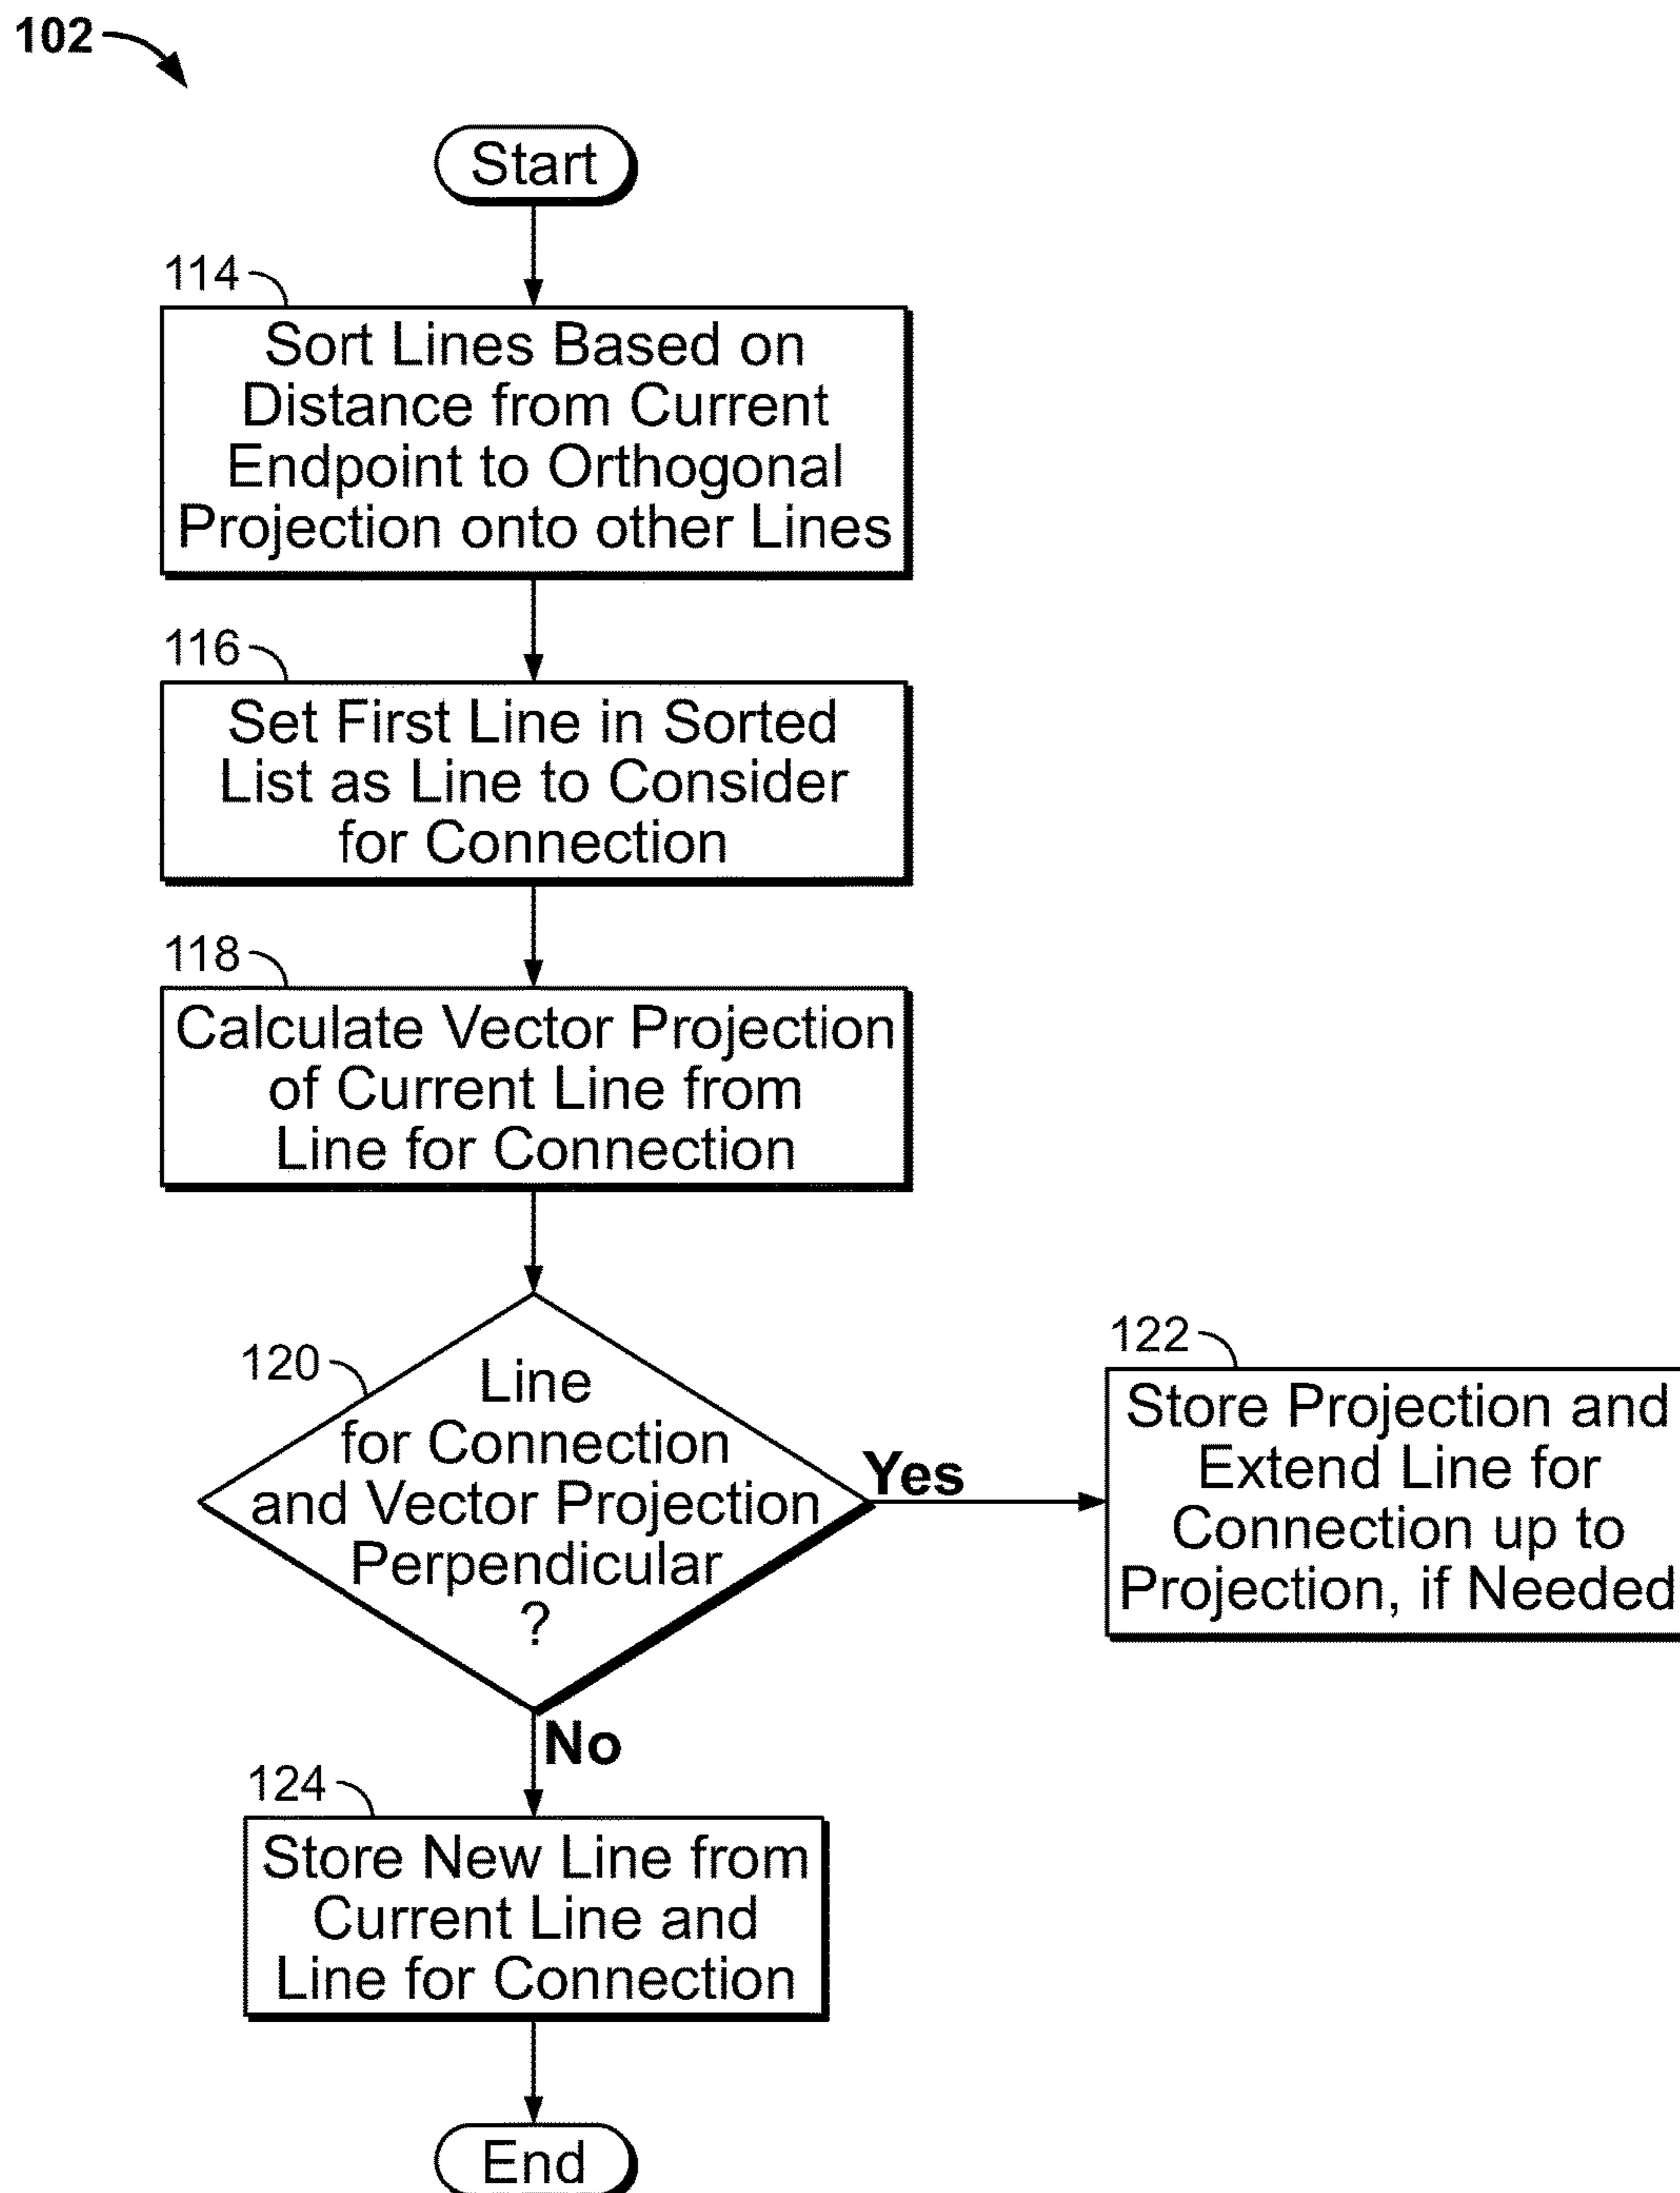 102
Start
114
Sort Lines Based on
Distance from Current
Endpoint to Orthogonal
Projection onto other Lines
116
Set First Line in Sorted
List as Line to Consider
for Connection
118
Calculate Vector Projection
of Current Line from
Line for Connection
120
Line
for Connection
and Vector Projection
Perpendicular
?
Yes
122
Store Projection and
Extend Line for
Connection up to
Projection, if Needed
No
124
Store New Line from
Current Line and
Line for Connection
End